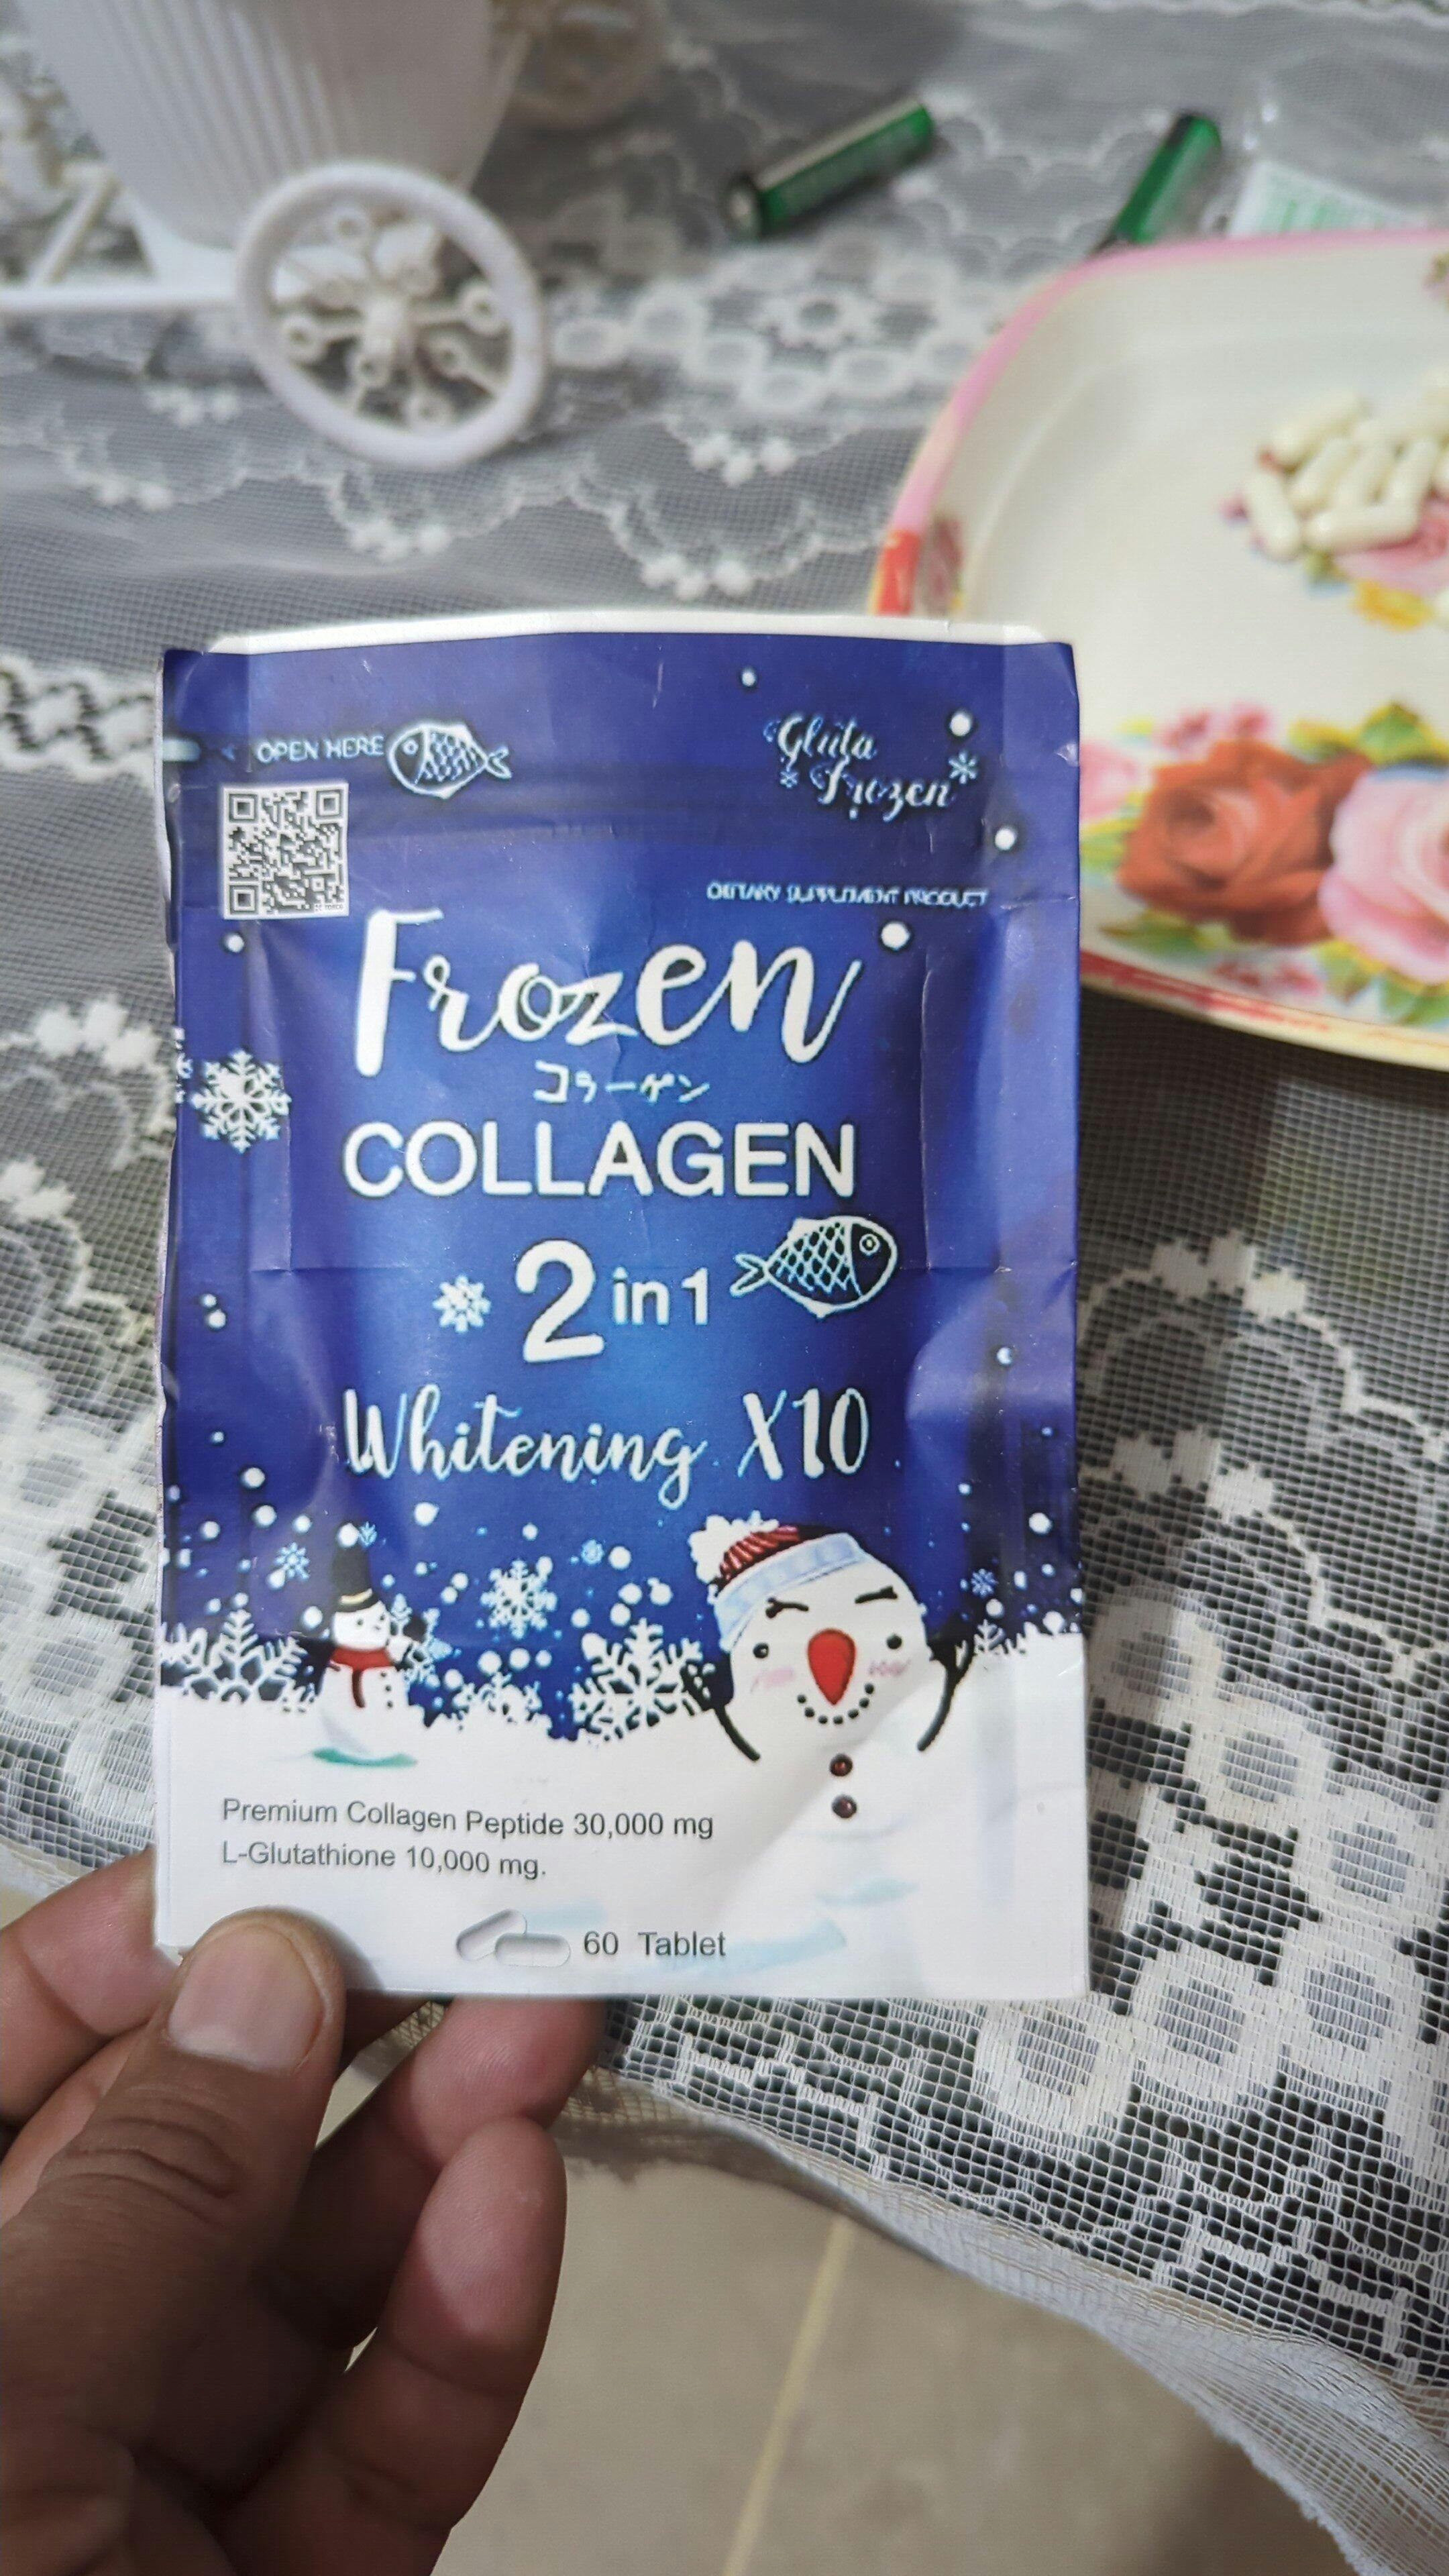 OPEN HERE
Gluta
Frozen
DIETARY SUPPLEMENT PRODUCT
Frozen
コラーゲン
COLLAGEN
2 in 1
Whitening X10
Premium Collagen Peptide 30,000 mg
L-Glutathione 10,000 mg.
60 Tablet